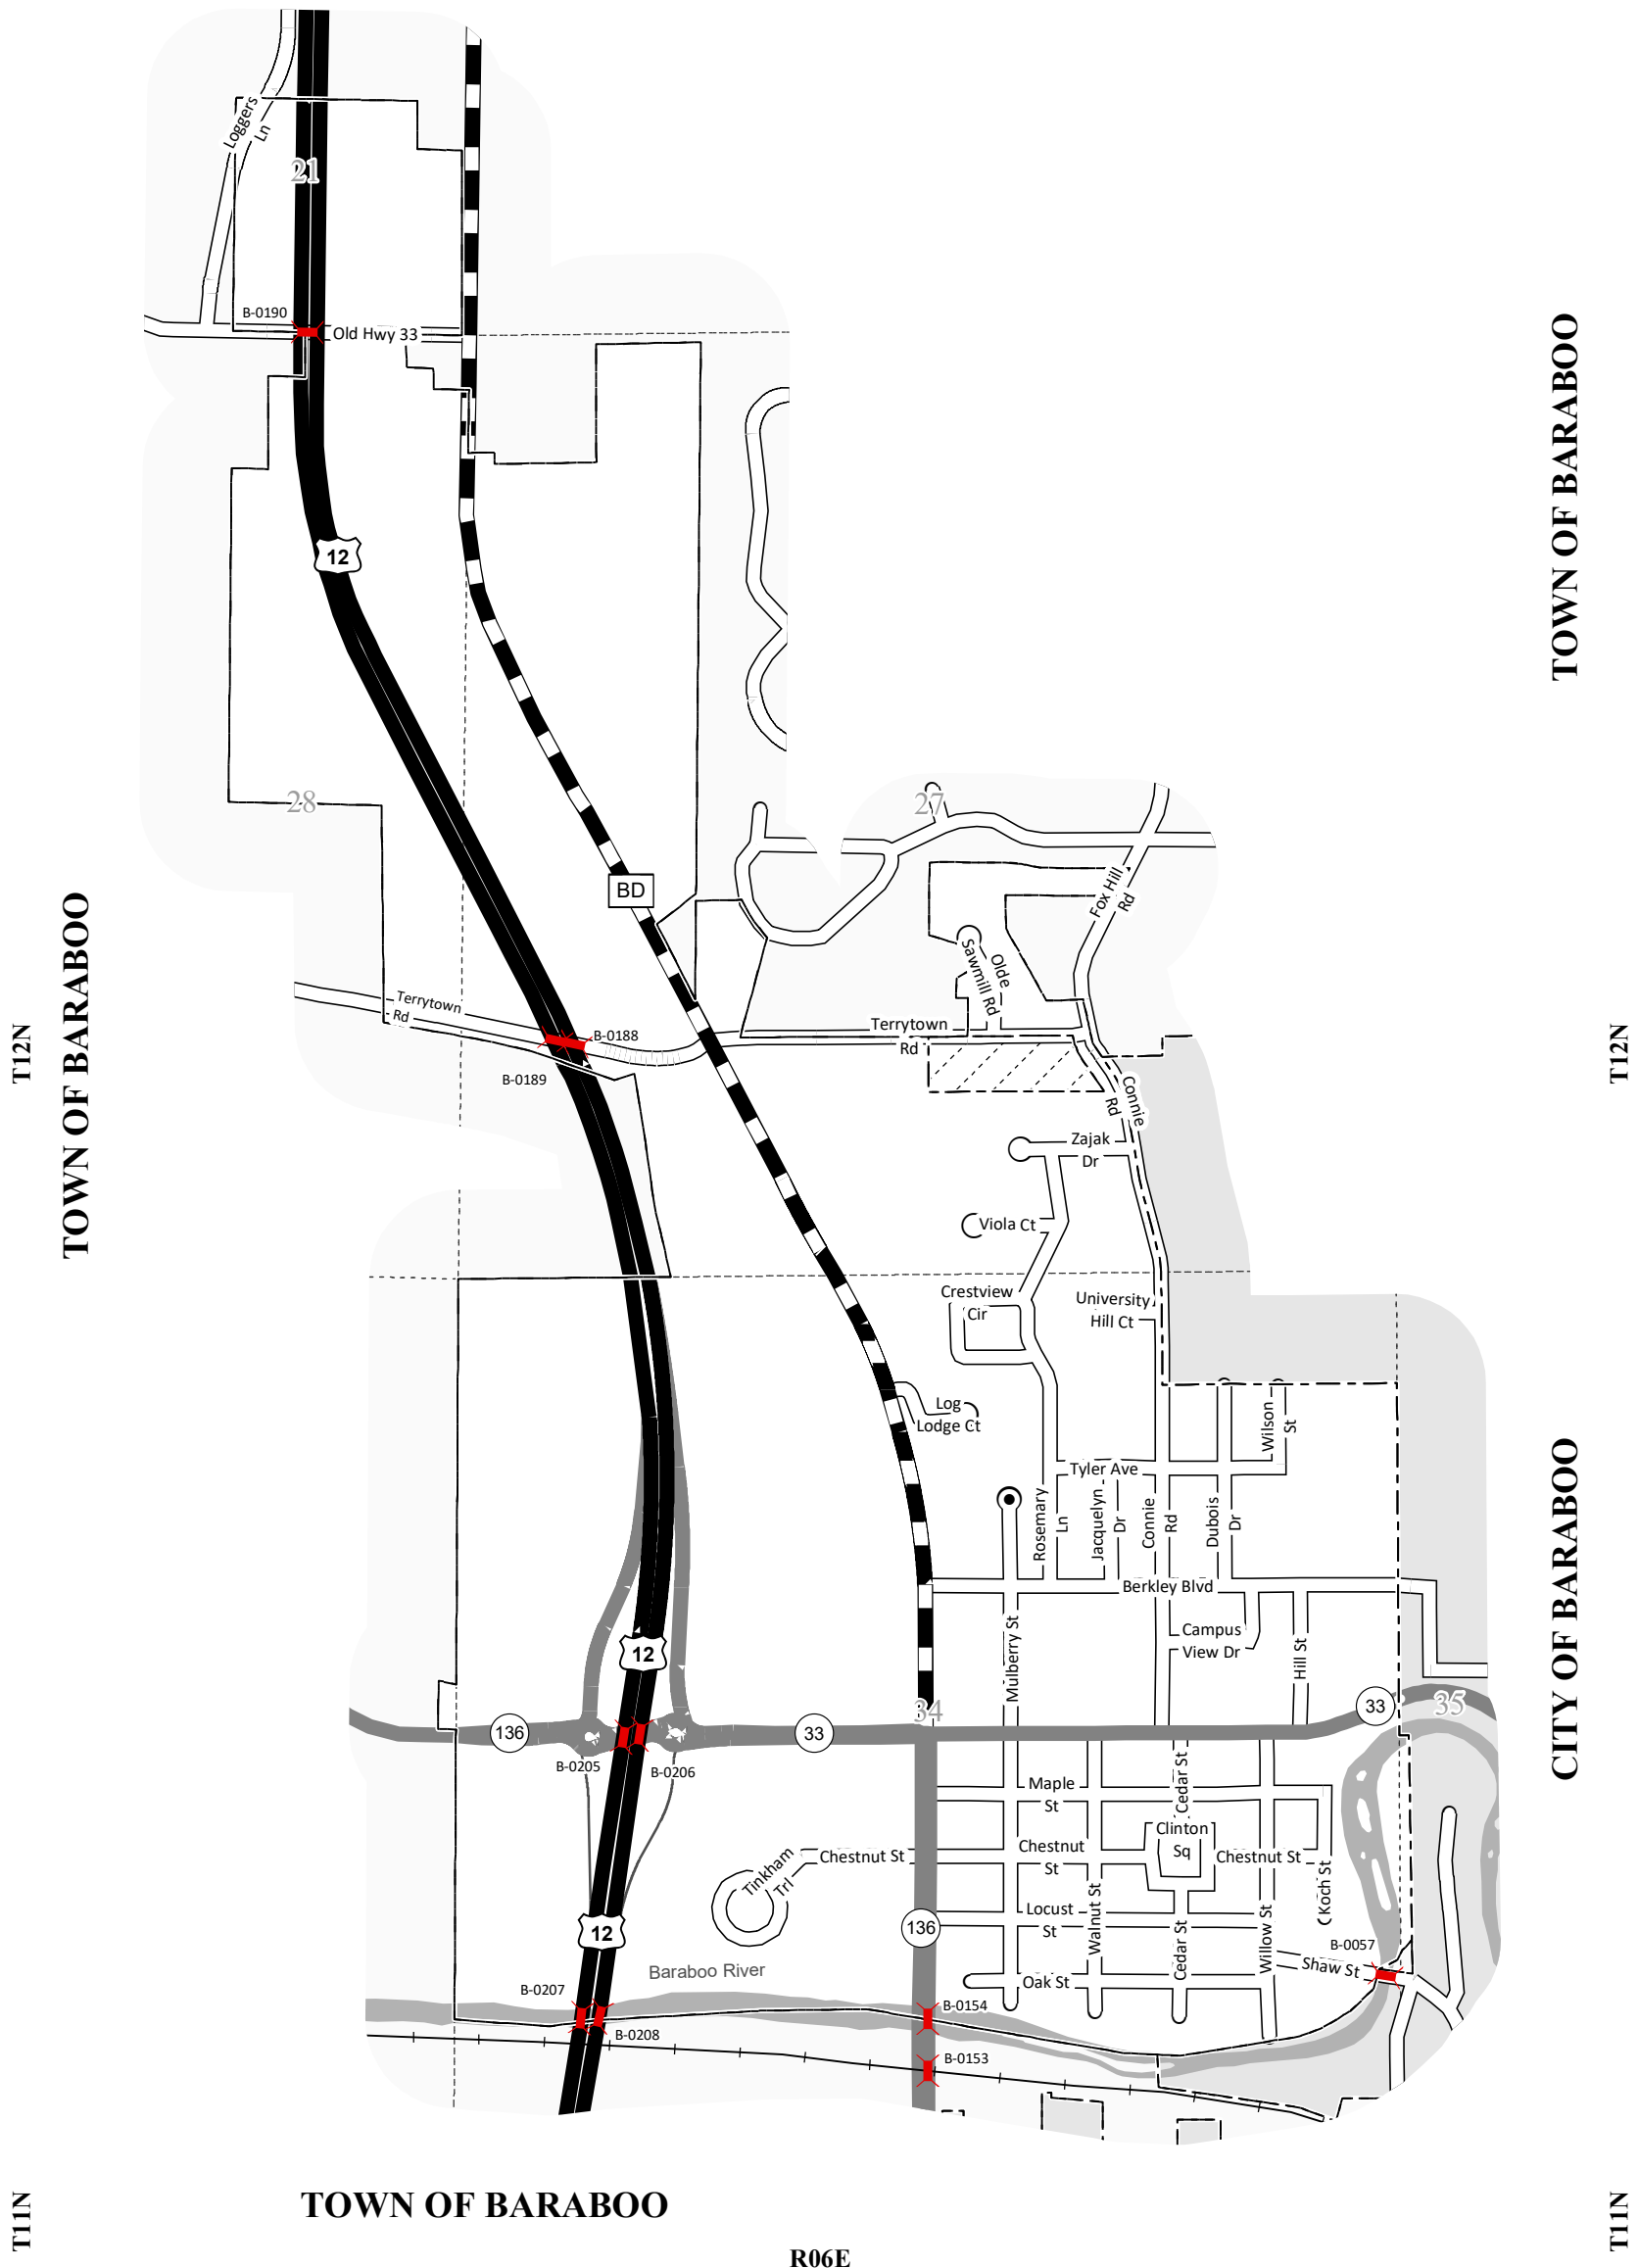 Loggers
Ln
21
B-0190
Old Hwy 33
TOWN OF BARABOO
12
28
27
BD
Fox Hill
Rd
Olde
Sawmill Rd
TOWN OF BARABOO
T12N
T12N
Terrytown
Rd
B-0188
B-0189
Terrytown
Rd
Connie
Rd
Zajak
Dr
Viola Ct
Crestview
Cir
University
Hill Ct
Log
Lodge Ct
Wilson
St
Tyler Ave
Rosemary
Ln
Jacquelyn
Dr
Connie
Rd
Dubois
Dr
CITY OF BARABOO
Berkley Blvd
Mulberry St
Campus
View Dr
Hill St
12
34
33
35
136
33
B-0205
B-0206
Maple
St
Cedar St
Clinton
Sq
Chestnut St
Chestnut
St
Chestnut St
Koch St
Tinkham
Trl
Walnut St
Locust
St
Cedar St
Willow St
136
12
B-0057
Shaw St
Baraboo River
Oak St
B-0207
B-0208
B-0154
B-0153
TOWN OF BARABOO
T11N
T11N
R06E